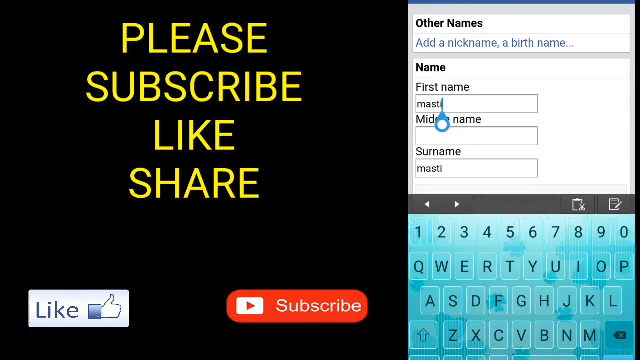 PLEASE
SUBSCRIBE
LIKE
SHARE
Like
Subscribe
Other Names
Add a nickname, a birth name...
Name
First name
masti
Middle name
Surname
masti
1 2 3 4 5 6 7 8 9 0
Q W E R T Y U I O P
A S D F G H J K L
Z X C V B N M